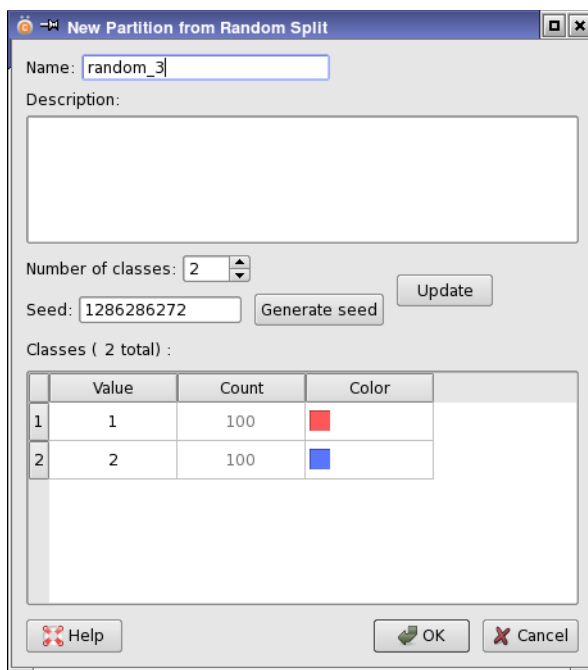 New Partition from Random Split
Name: random_3
Description:
Number of classes: 2
Update
Seed: 1286286272 Generate seed
Classes ( 2 total) :
Value Count Color
1 1 100
2 2 100
Help OK Cancel